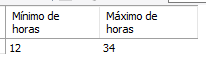 Mínimo de horas
Máximo de horas
12
34